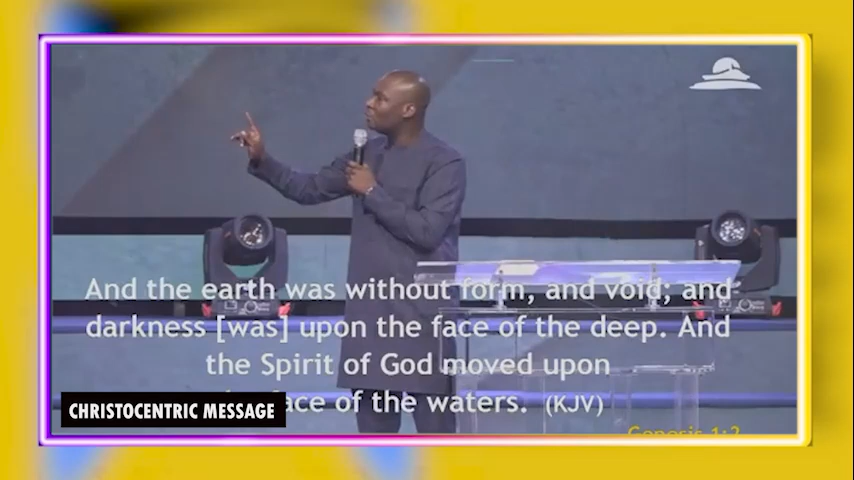 And the earth was without form, and void; and
darkness [was] upon the face of the deep. And
the Spirit of God moved upon
ace of the waters. (KJV)
CHRISTOCENTRIC MESSAGE
Genesis 1:2